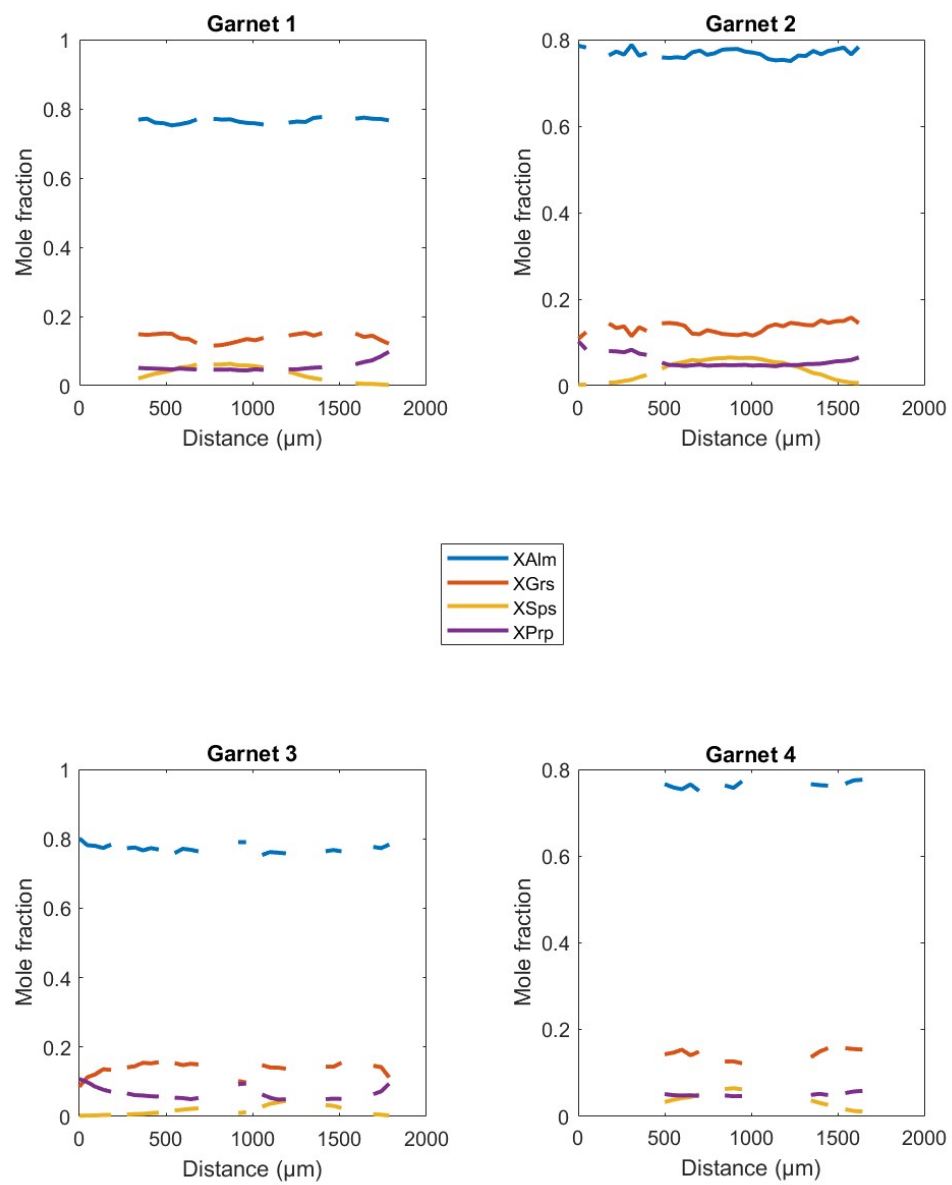 Garnet 1
1
0.8
0.6
0.4
0.2
0
Mole fraction
0 500 1000 1500 2000
Distance (µm)
Garnet 2
0.8
0.6
0.4
0.2
0
Mole fraction
0 500 1000 1500 2000
Distance (µm)
XAlm
XGrs
XSps
XPrp
Garnet 3
1
0.8
0.6
0.4
0.2
0
Mole fraction
0 500 1000 1500 2000
Distance (µm)
Garnet 4
0.8
0.6
0.4
0.2
0
Mole fraction
0 500 1000 1500 2000
Distance (µm)